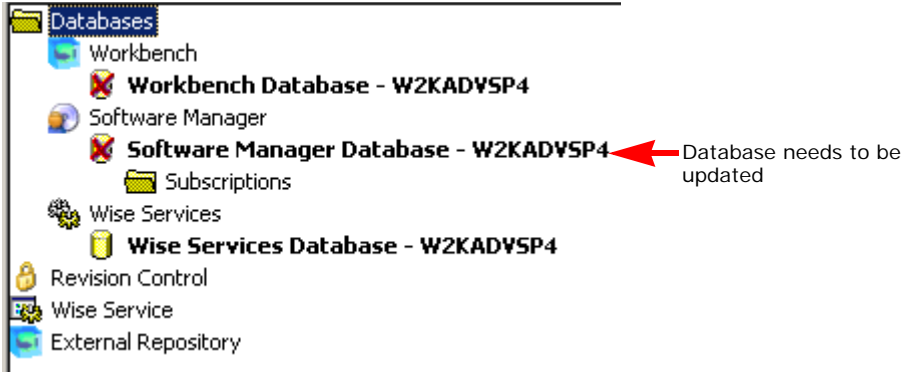 Databases
Workbench
Workbench Database - W2KADVSP4
Software Manager
Software Manager Database - W2KADVSP4
Database needs to be
updated
Subscriptions
Wise Services
Wise Services Database - W2KADVSP4
Revision Control
Wise Service
External Repository